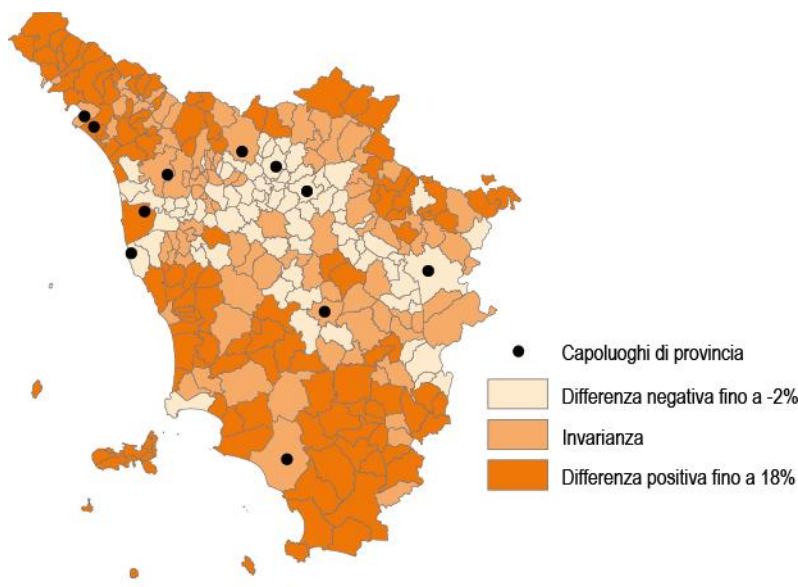 Capoluoghi di provincia
Differenza negativa fino a -2%
Invarianza
Differenza positiva fino a 18%